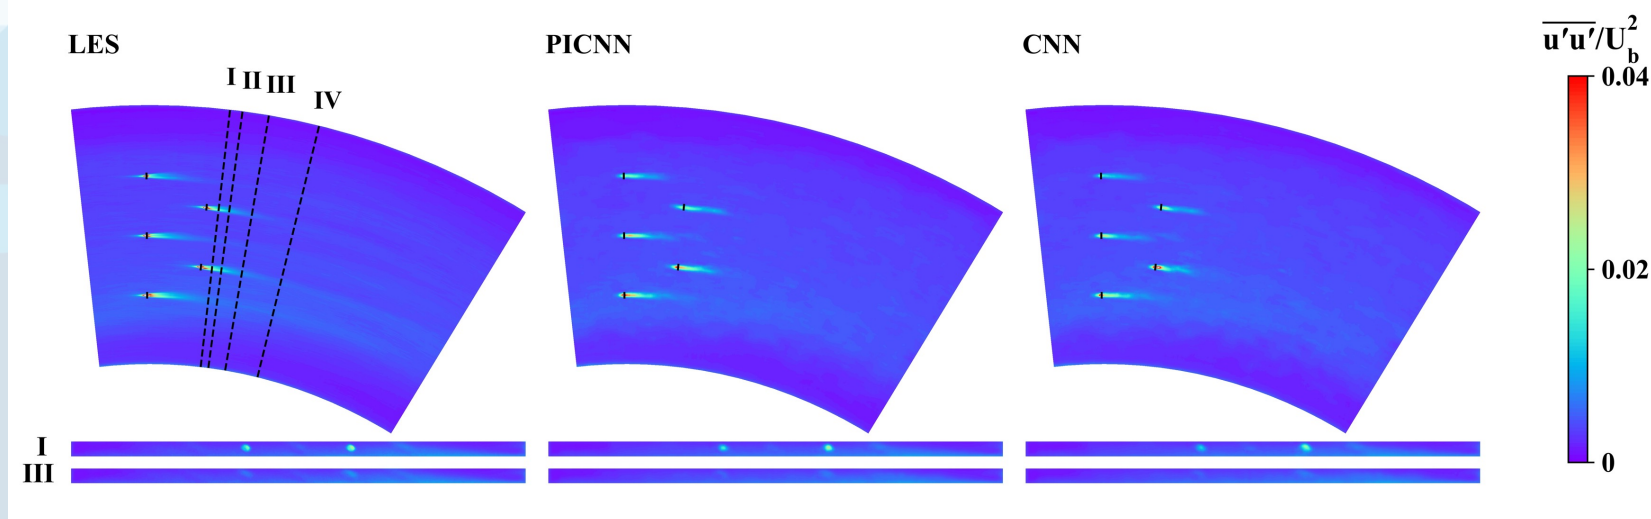 LES
PICNN
CNN
u′u′/U_b^2
I II III IV
0.04
0.02
0
I
III